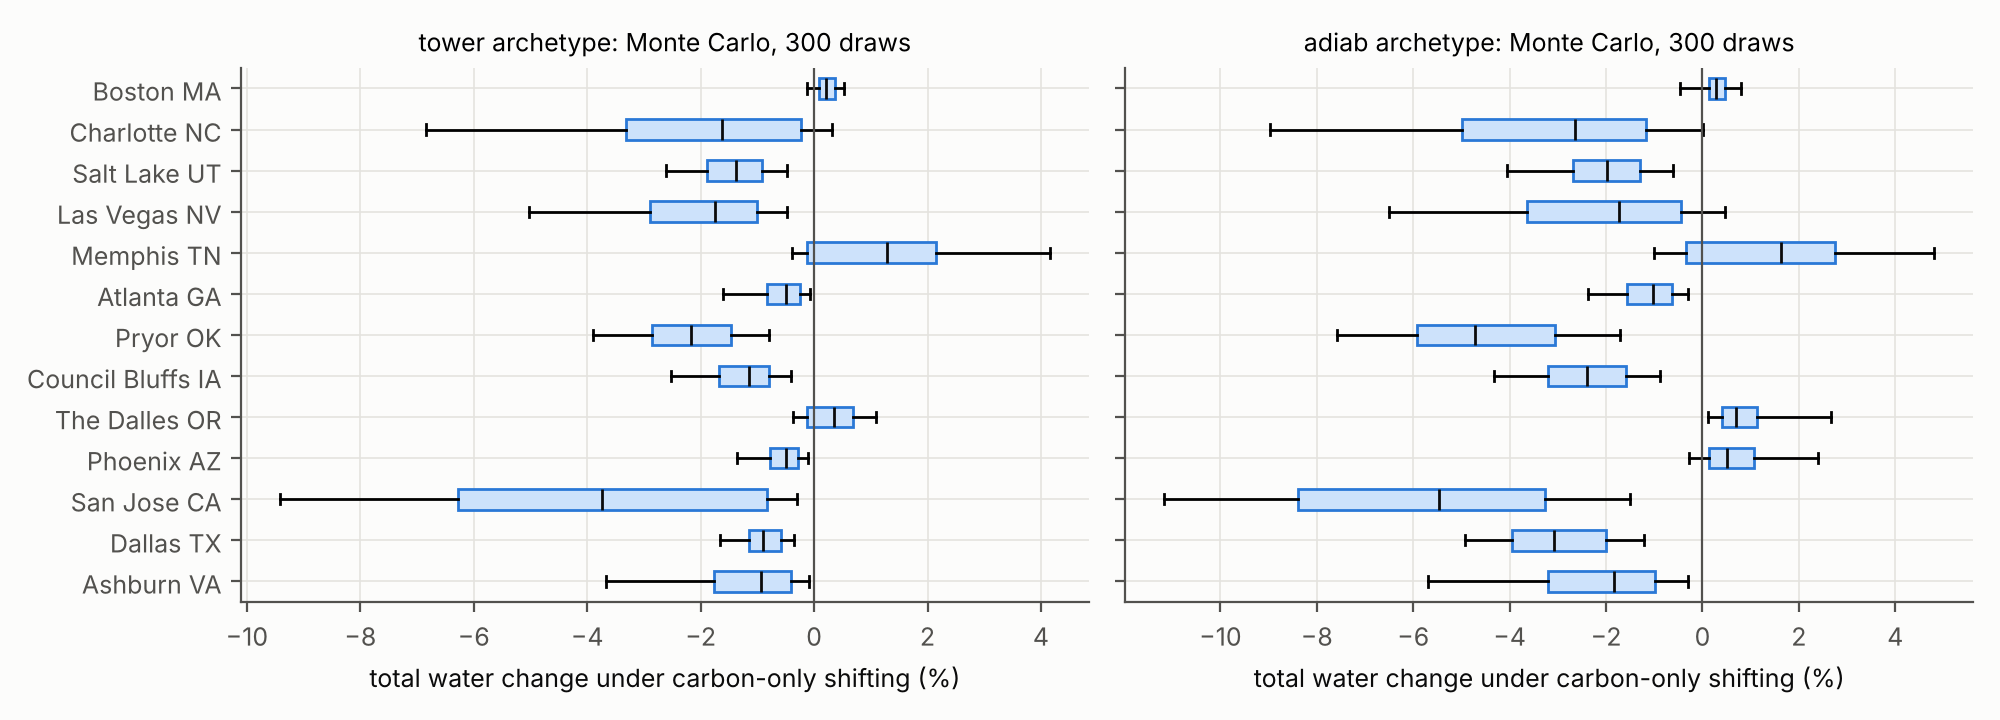 tower archetype: Monte Carlo, 300 draws
adiab archetype: Monte Carlo, 300 draws
Boston MA
Charlotte NC
Salt Lake UT
Las Vegas NV
Memphis TN
Atlanta GA
Pryor OK
Council Bluffs IA
The Dalles OR
Phoenix AZ
San Jose CA
Dallas TX
Ashburn VA
−10 −8 −6 −4 −2 0 2 4
−10 −8 −6 −4 −2 0 2 4
total water change under carbon-only shifting (%)
total water change under carbon-only shifting (%)